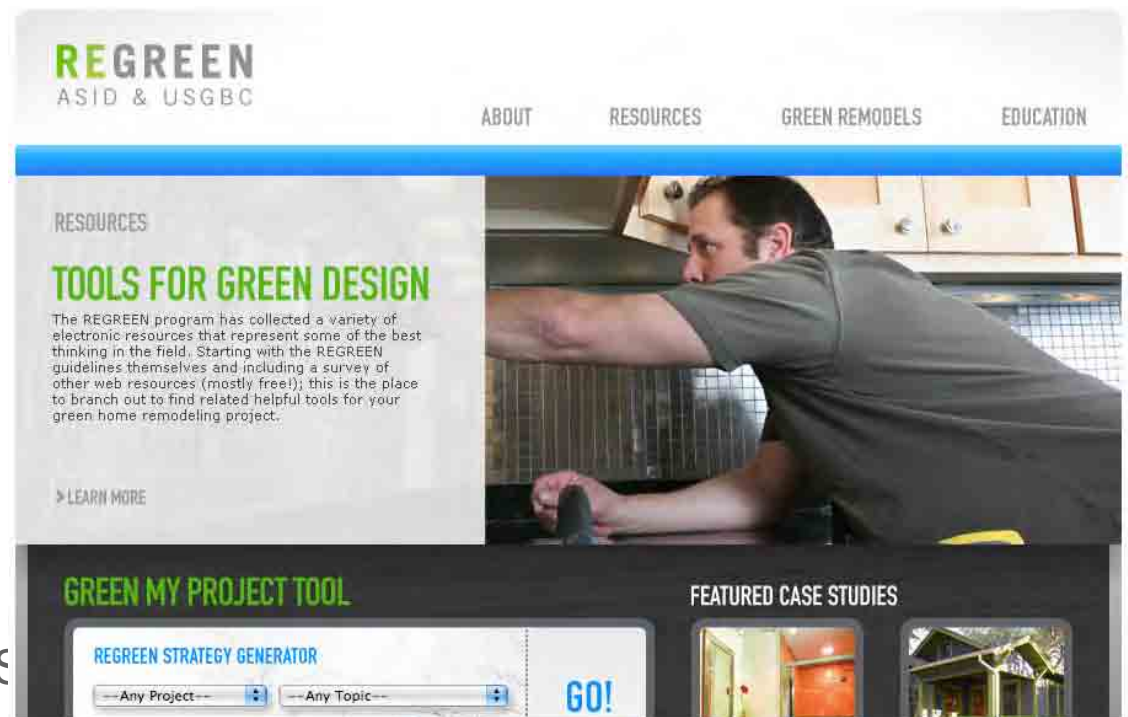 REGREEN
ASID & USGBC
ABOUT
RESOURCES
GREEN REMODELS
EDUCATION
RESOURCES
TOOLS FOR GREEN DESIGN
The REGREEN program has collected a variety of
electronic resources that represent some of the best
thinking in the field. Starting with the REGREEN
guidelines themselves and including a survey of
other web resources (mostly free!); this is the place
to branch out to find related helpful tools for your
green home remodeling project.
>LEARN MORE
GREEN MY PROJECT TOOL
FEATURED CASE STUDIES
REGREEN STRATEGY GENERATOR
--Any Project--
--Any Topic--
GO!